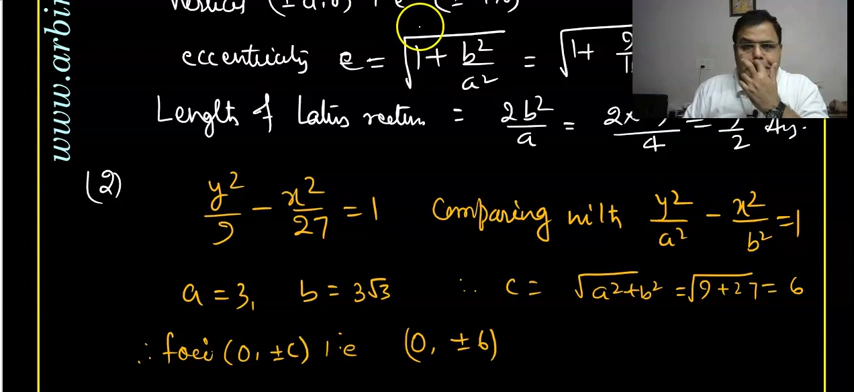 www.arbin
eccentricity e = √(1 + b²/a²) = √(1 +
Length of Latus rectum = 2b²/a = /4 = /2 Ans.
(2) y²/9 − x²/27 = 1 Comparing with y²/a² − x²/b² = 1
a = 3, b = 3√3 ∴ c = √(a²+b²) = √(9+27) = 6
∴ foci (0, ±c) i.e (0, ±6)